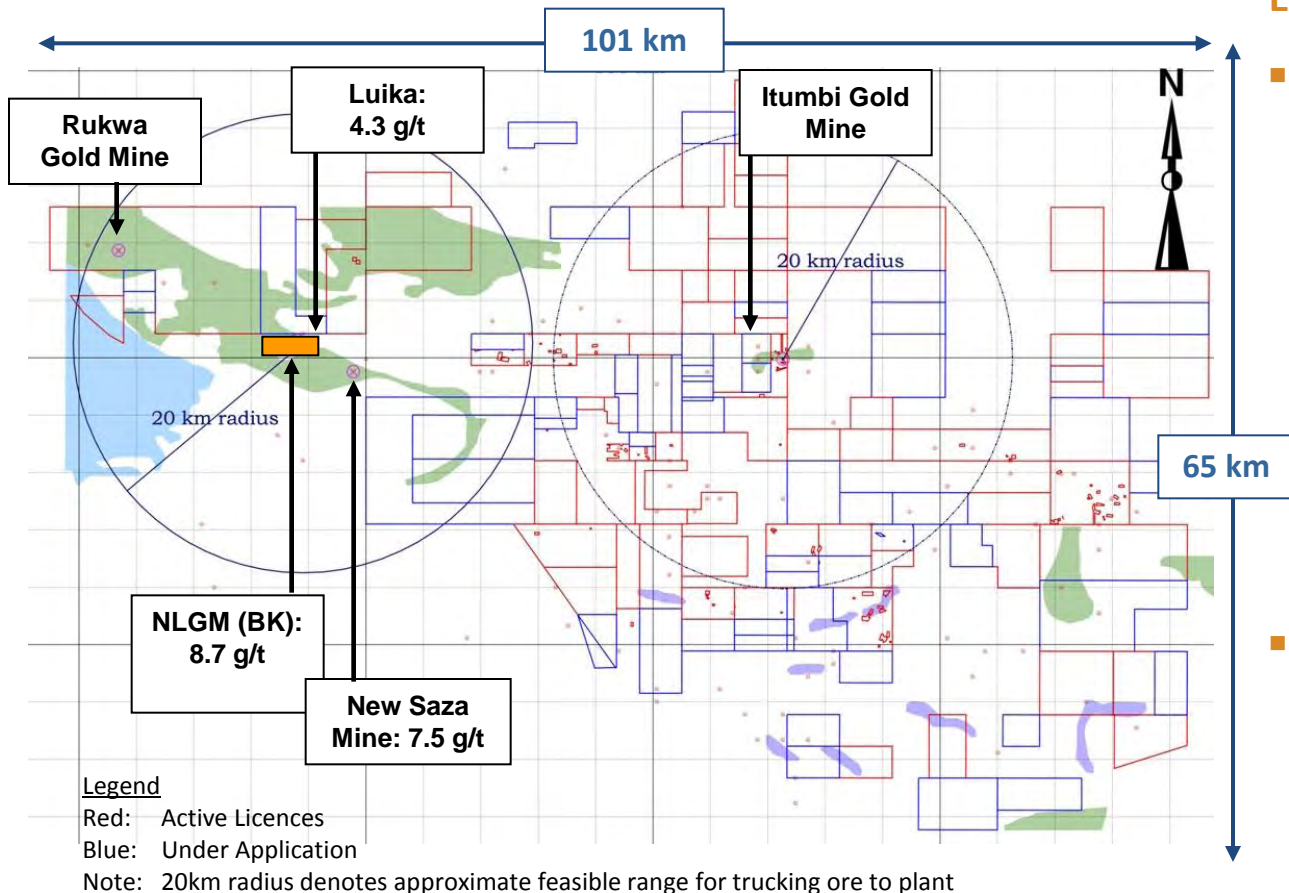 101 km
Luika:
4.3 g/t
Itumbi Gold
Mine
N
Rukwa
Gold Mine
20 km radius
20 km radius
65 km
NLGM (BK):
8.7 g/t
New Saza
Mine: 7.5 g/t
Legend
Red: Active Licences
Blue: Under Application
Note: 20km radius denotes approximate feasible range for trucking ore to plant